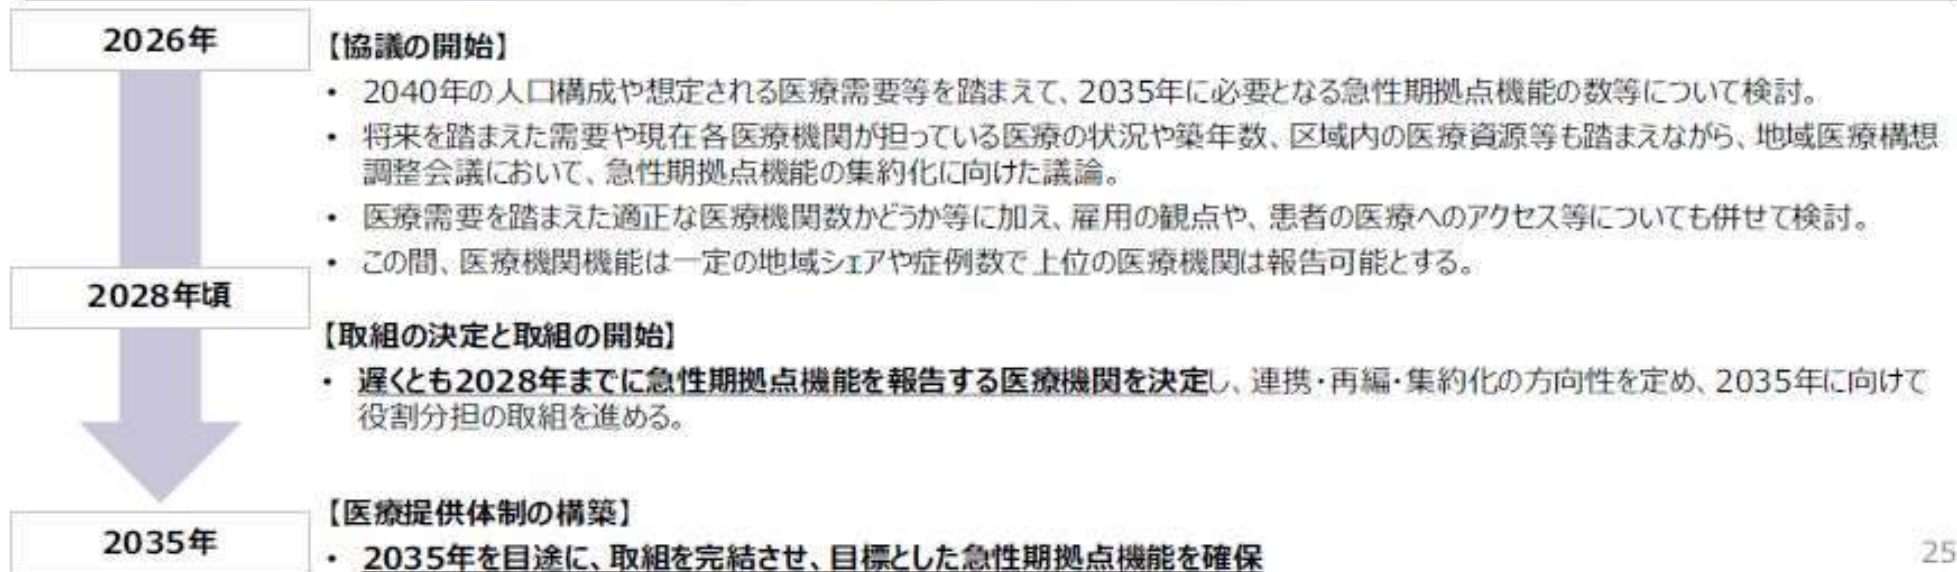 2026年
【協議の開始】
• 2040年の人口構成や想定される医療需要等を踏まえて、2035年に必要となる急性期拠点機能の数等について検討。
• 将来を踏まえた需要や現在各医療機関が担っている医療の状況や築年数、区域内の医療資源等も踏まえながら、地域医療構想
調整会議において、急性期拠点機能の集約化に向けた議論。
• 医療需要を踏まえた適正な医療機関数かどうか等に加え、雇用の観点や、患者の医療へのアクセス等についても併せて検討。
• この間、医療機関機能は一定の地域シェアや症例数で上位の医療機関は報告可能とする。
2028年頃
【取組の決定と取組の開始】
• 遅くとも2028年までに急性期拠点機能を報告する医療機関を決定し、連携・再編・集約化の方向性を定め、2035年に向けて
役割分担の取組を進める。
【医療提供体制の構築】
2035年
• 2035年を目途に、取組を完結させ、目標とした急性期拠点機能を確保
25